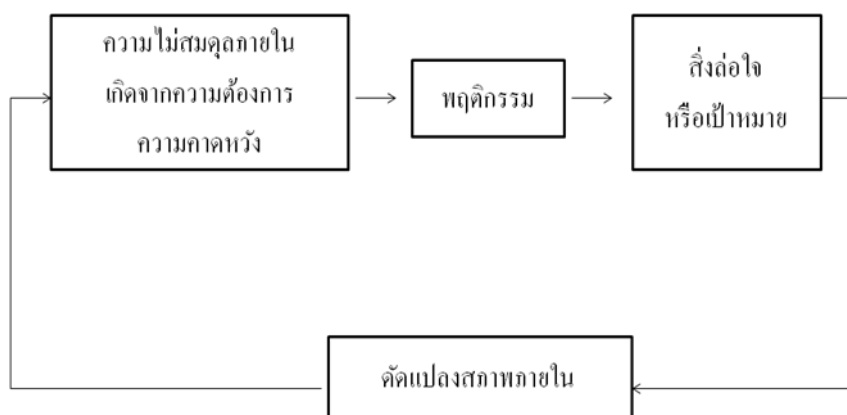 ความไม่สมดุลภายใน
เกิดจากความต้องการ
ความคาดหวัง
พฤติกรรม
สิ่งล่อใจ
หรือเป้าหมาย
ดัดแปลงสภาพภายใน